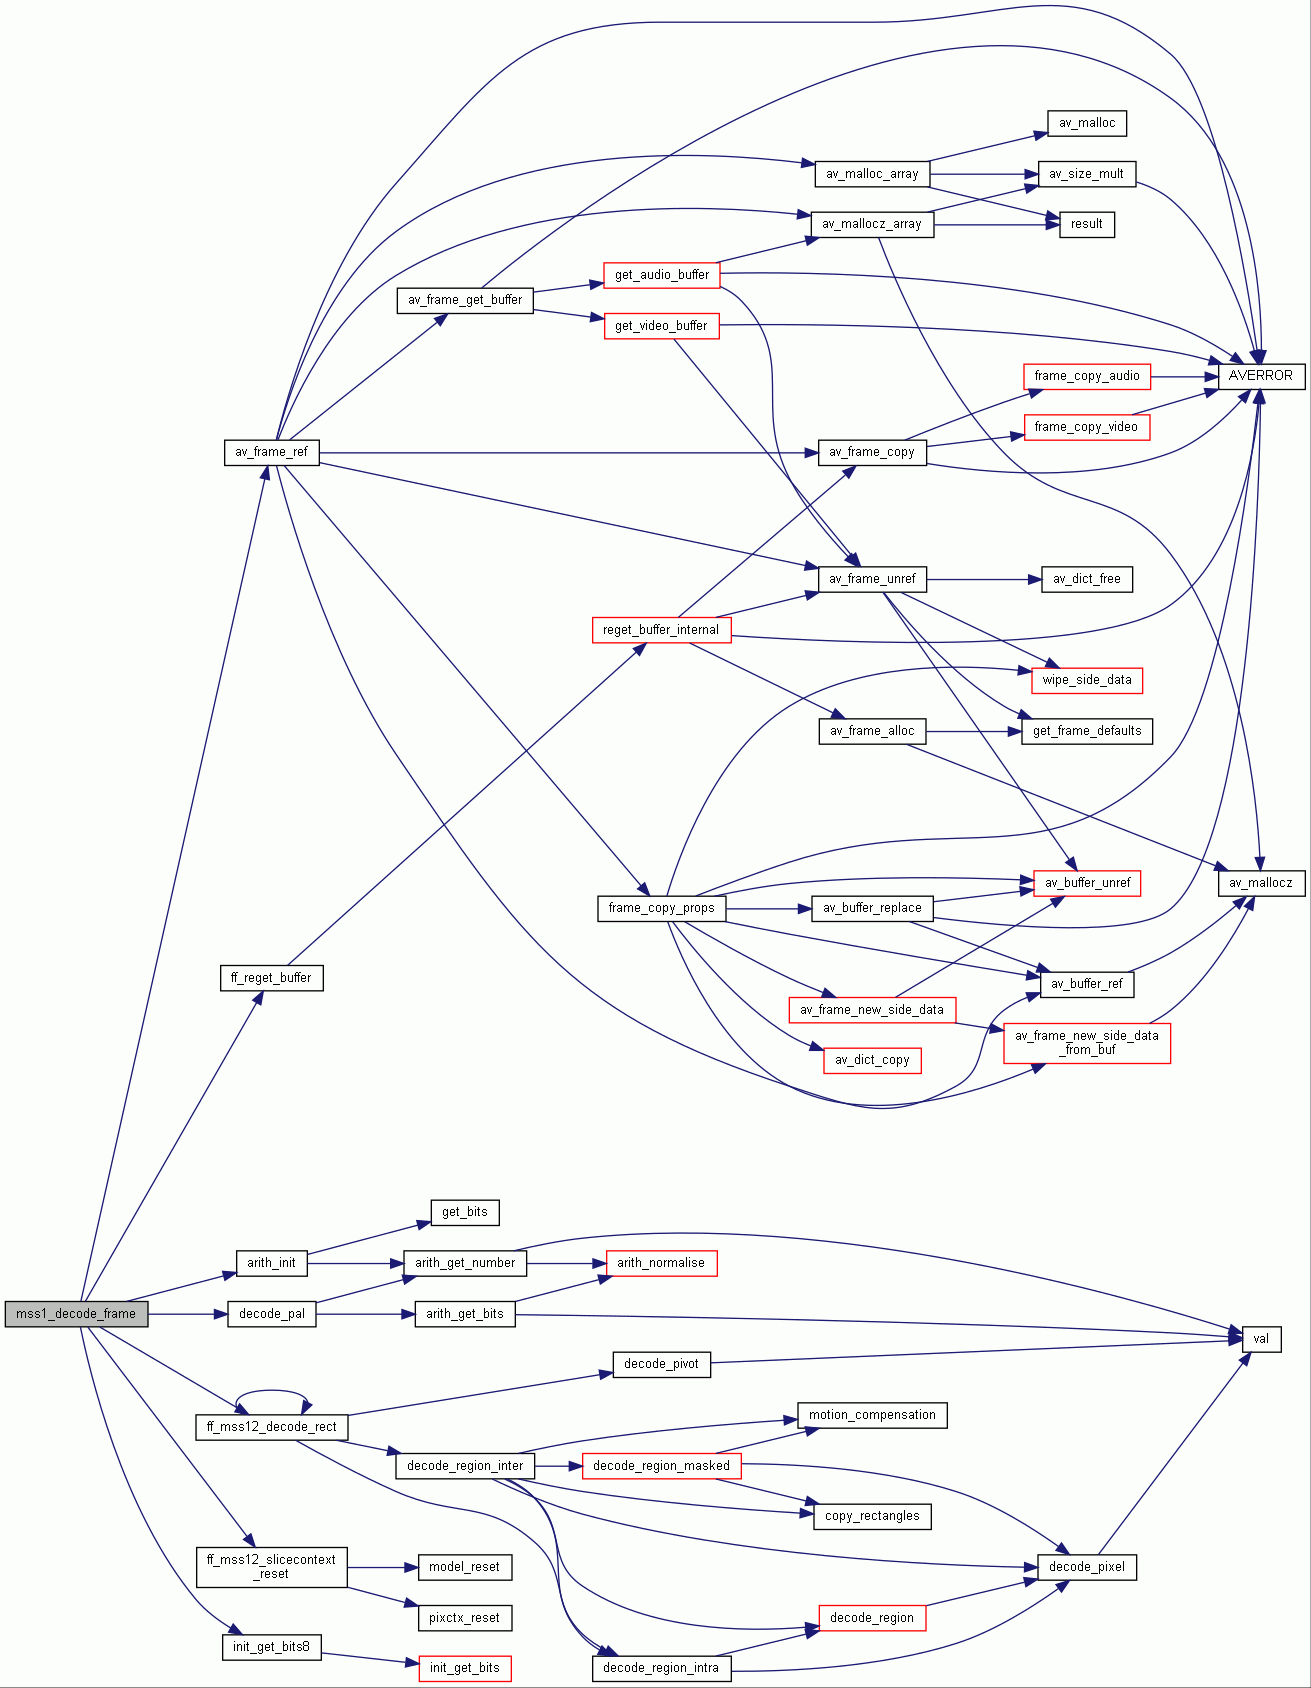 av_malloc
av_malloc_array
av_size_mult
av_mallocz_array
result
get_audio_buffer
av_frame_get_buffer
get_video_buffer
frame_copy_audio
AVERROR
frame_copy_video
av_frame_ref
av_frame_copy
av_frame_unref
av_dict_free
reget_buffer_internal
wipe_side_data
av_frame_alloc
get_frame_defaults
av_buffer_unref
av_mallocz
frame_copy_props
av_buffer_replace
ff_reget_buffer
av_buffer_ref
av_frame_new_side_data
av_frame_new_side_data
_from_buf
av_dict_copy
get_bits
arith_init
arith_get_number
arith_normalise
mss1_decode_frame
decode_pal
arith_get_bits
val
decode_pivot
motion_compensation
ff_mss12_decode_rect
decode_region_inter
decode_region_masked
copy_rectangles
ff_mss12_slicecontext
_reset
model_reset
decode_pixel
pixctx_reset
decode_region
init_get_bits8
init_get_bits
decode_region_intra